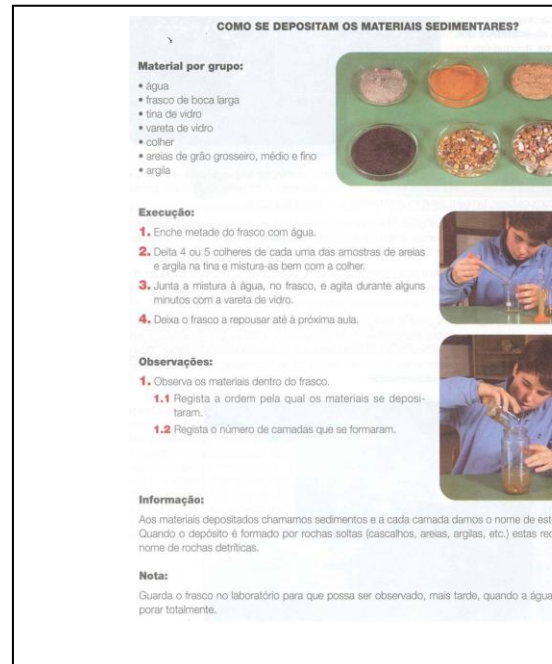 COMO SE DEPOSITAM OS MATERIAIS SEDIMENTARES?
Material por grupo:
• água
• frasco de boca larga
• tina de vidro
• vareta de vidro
• colher
• areias de grão grosseiro, médio e fino
• argila
Execução:
1. Enche metade do frasco com água.
2. Deita 4 ou 5 colheres de cada uma das amostras de areias
e argila na tina e mistura-as bem com a colher.
3. Junta a mistura à água, no frasco, e agita durante alguns
minutos com a vareta de vidro.
4. Deixa o frasco a repousar até à próxima aula.
Observações:
1. Observa os materiais dentro do frasco.
1.1 Regista a ordem pela qual os materiais se deposi-
taram.
1.2 Regista o número de camadas que se formaram.
Informação:
Aos materiais depositados chamamos sedimentos e a cada camada damos o nome de
Quando o depósito é formado por rochas soltas (cascalhos, areias, argilas, etc.) estas
nome de rochas detríticas.
Nota:
Guarda o frasco no laboratório para que possa ser observado, mais tarde, quando a água
porar totalmente.